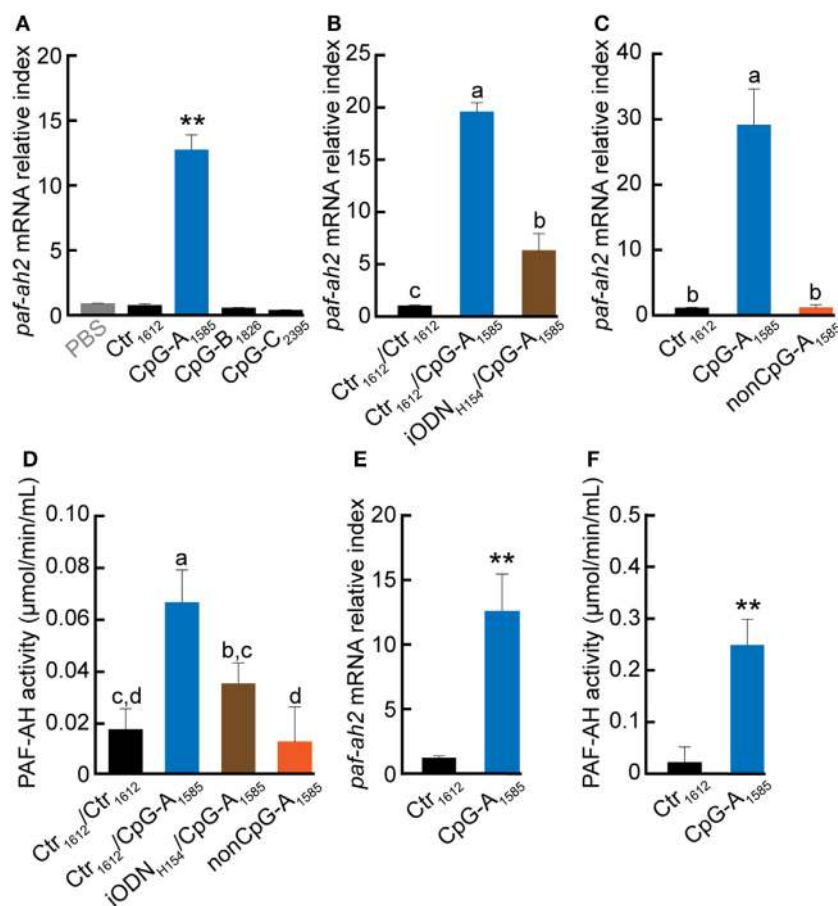 A
paf-ah2 mRNA relative index
20
15
10
5
0
**
PBS
Ctr1612
CpG-A1585
CpG-B1826
CpG-C2395
B
paf-ah2 mRNA relative index
25
20
15
10
5
0
c
a
b
Ctr1612/Ctr1612
Ctr1612/CpG-A1585
iODNH154/CpG-A1585
C
paf-ah2 mRNA relative index
40
30
20
10
0
b
a
b
Ctr1612
CpG-A1585
nonCpG-A1585
D
PAF-AH activity (µmol/min/mL)
0.10
0.08
0.06
0.04
0.02
0
c,d
a
b,c
d
Ctr1612/Ctr1612
Ctr1612/CpG-A1585
iODNH154/CpG-A1585
nonCpG-A1585
E
paf-ah2 mRNA relative index
20
15
10
5
0
**
Ctr1612
CpG-A1585
F
PAF-AH activity (µmol/min/mL)
0.5
0.4
0.3
0.2
0.1
0
**
Ctr1612
CpG-A1585